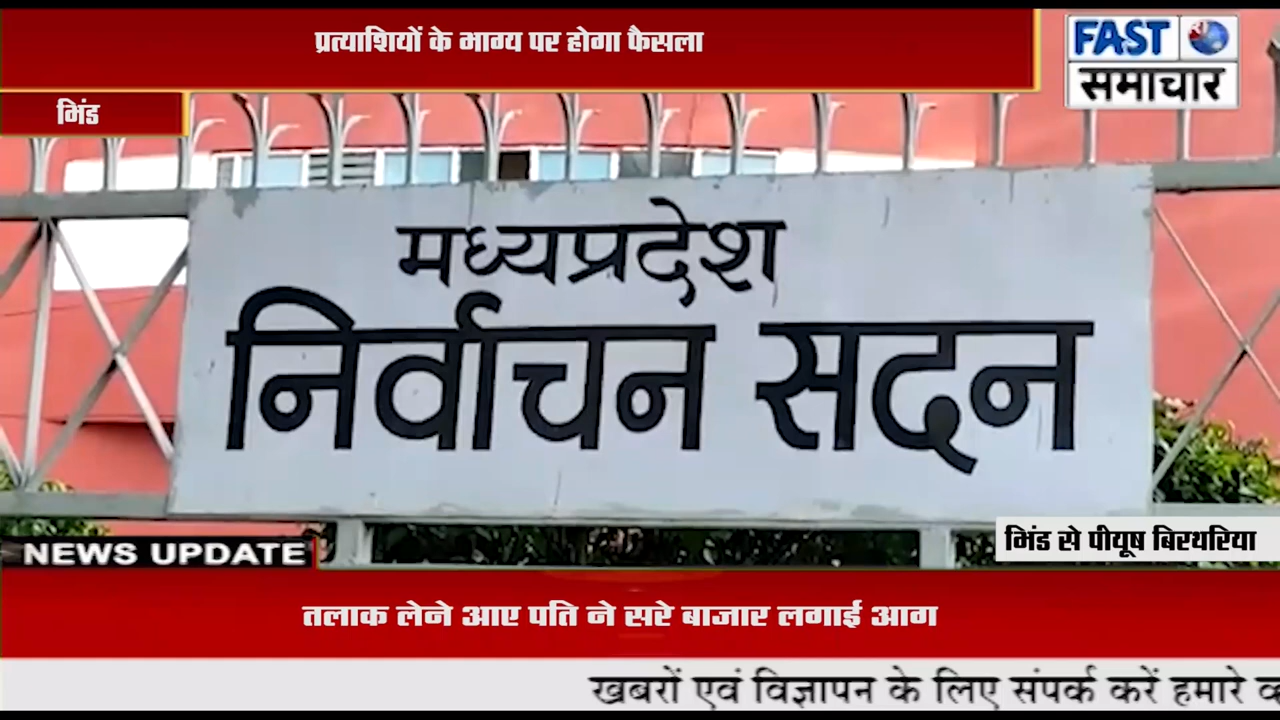 प्रत्याशियों के भाग्य पर होगा फैसला
FAST
समाचार
भिंड
मध्यप्रदेश
निर्वाचन सदन
NEWS UPDATE
भिंड से पीयूष बिरथरिया
तलाक लेने आए पति ने सरे बाजार लगाई आग
खबरों एवं विज्ञापन के लिए संपर्क करें हमारे